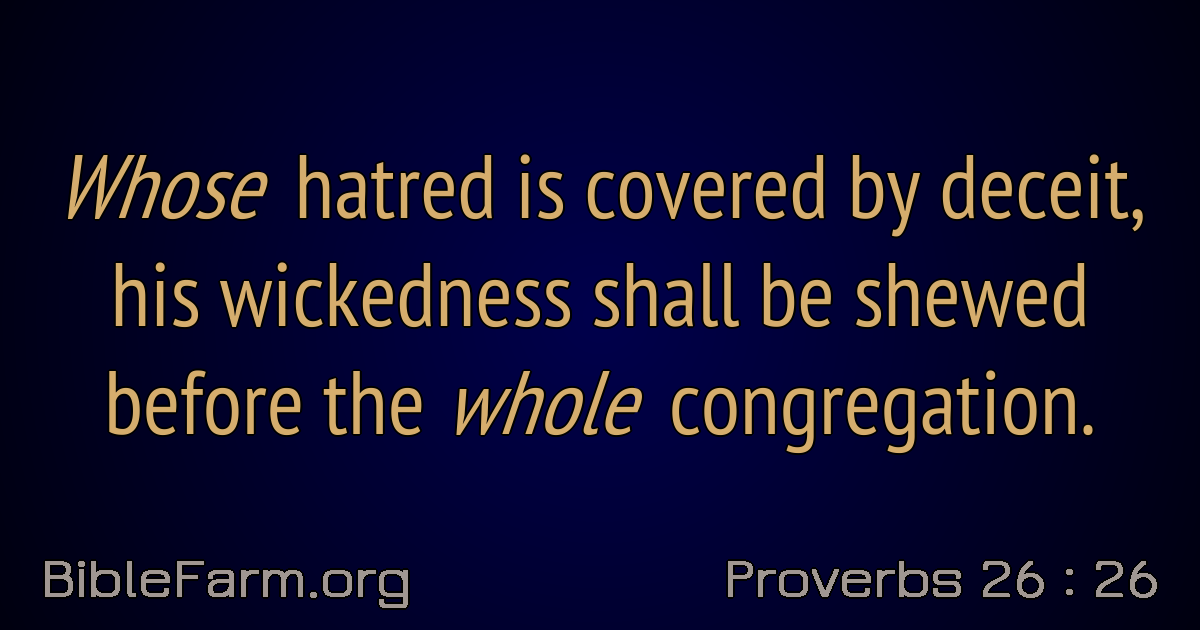 Whose hatred is covered by deceit,
his wickedness shall be shewed
before the whole congregation.
BibleFarm.org
Proverbs 26 : 26